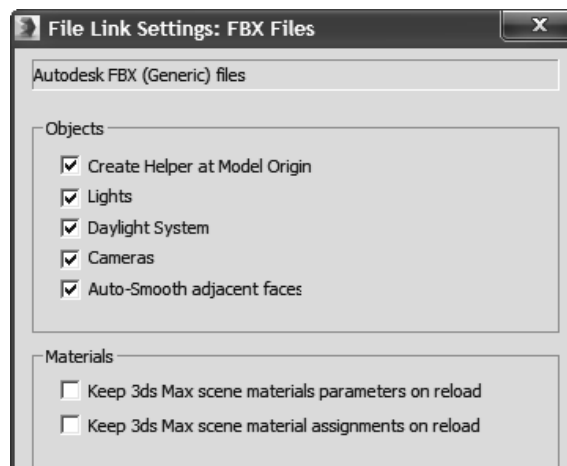 File Link Settings: FBX Files
Autodesk FBX (Generic) files
Objects
Create Helper at Model Origin
Lights
Daylight System
Cameras
Auto-Smooth adjacent faces
Materials
Keep 3ds Max scene materials parameters on reload
Keep 3ds Max scene material assignments on reload